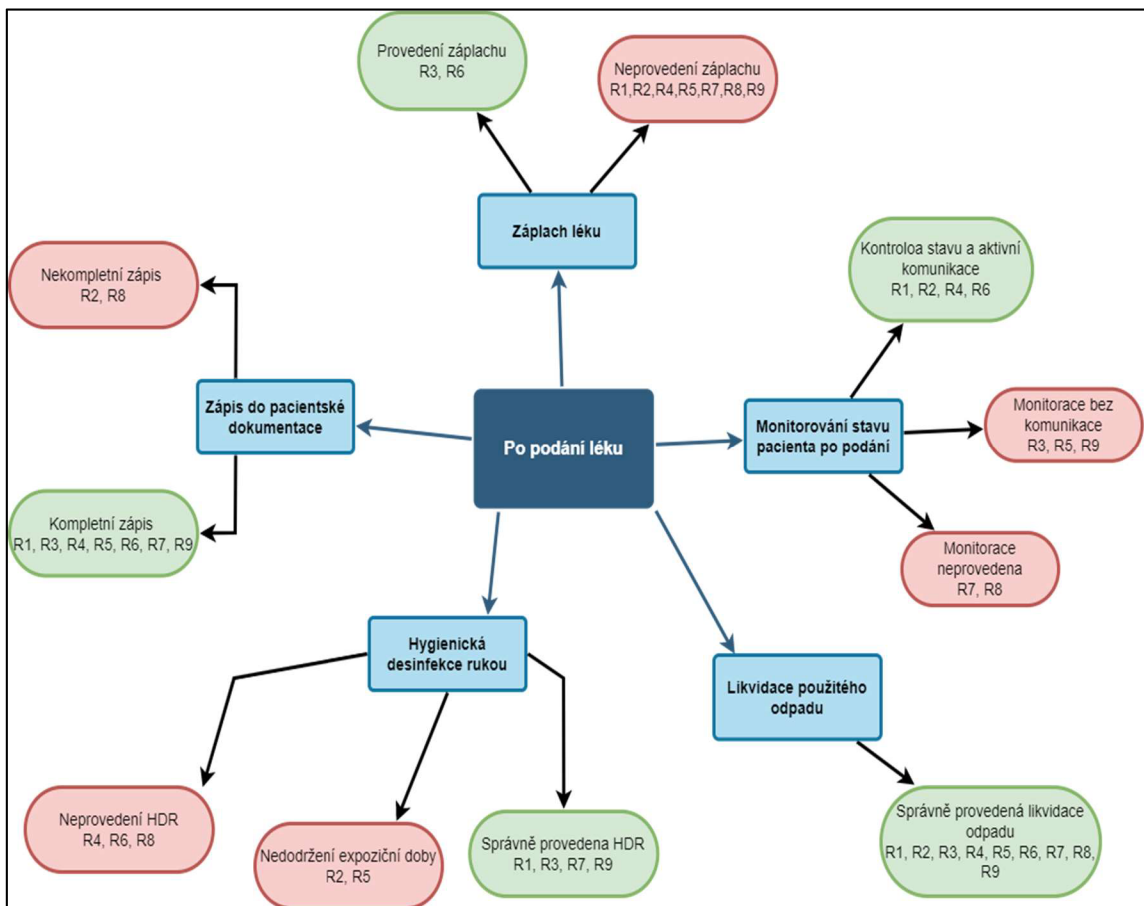 Provedení záplachu
R3, R6
Neprovedení záplachu
R1,R2,R4,R5,R7,R8,R9
Záplach léku
Kontroloa stavu a aktivní
komunikace
R1, R2, R4, R6
Nekompletní zápis
R2, R8
Zápis do pacientské
dokumentace
Po podání léku
Monitorování stavu
pacienta po podání
Monitorace bez
komunikace
R3, R5, R9
Kompletní zápis
R1, R3, R4, R5, R6, R7, R9
Monitorace
neprovedena
R7, R8
Hygienická
desinfekce rukou
Likvidace použitého
odpadu
Neprovedení HDR
R4, R6, R8
Nedodržení expoziční doby
R2, R5
Správně provedena HDR
R1, R3, R7, R9
Správně provedená likvidace
odpadu
R1, R2, R3, R4, R5, R6, R7, R8,
R9